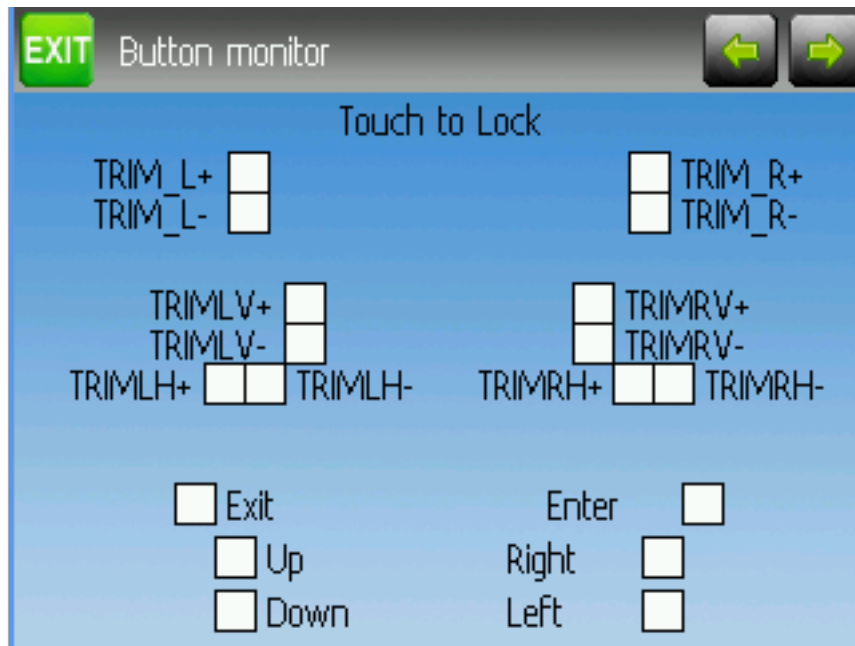 EXIT Button monitor
Touch to Lock
TRIM_L+ TRIM_R+
TRIM_L- TRIM_R-
TRIMLV+ TRIMRV+
TRIMLV- TRIMRV-
TRIMLH+ TRIMLH- TRIMRH+ TRIMRH-
Exit Enter
Up Right
Down Left